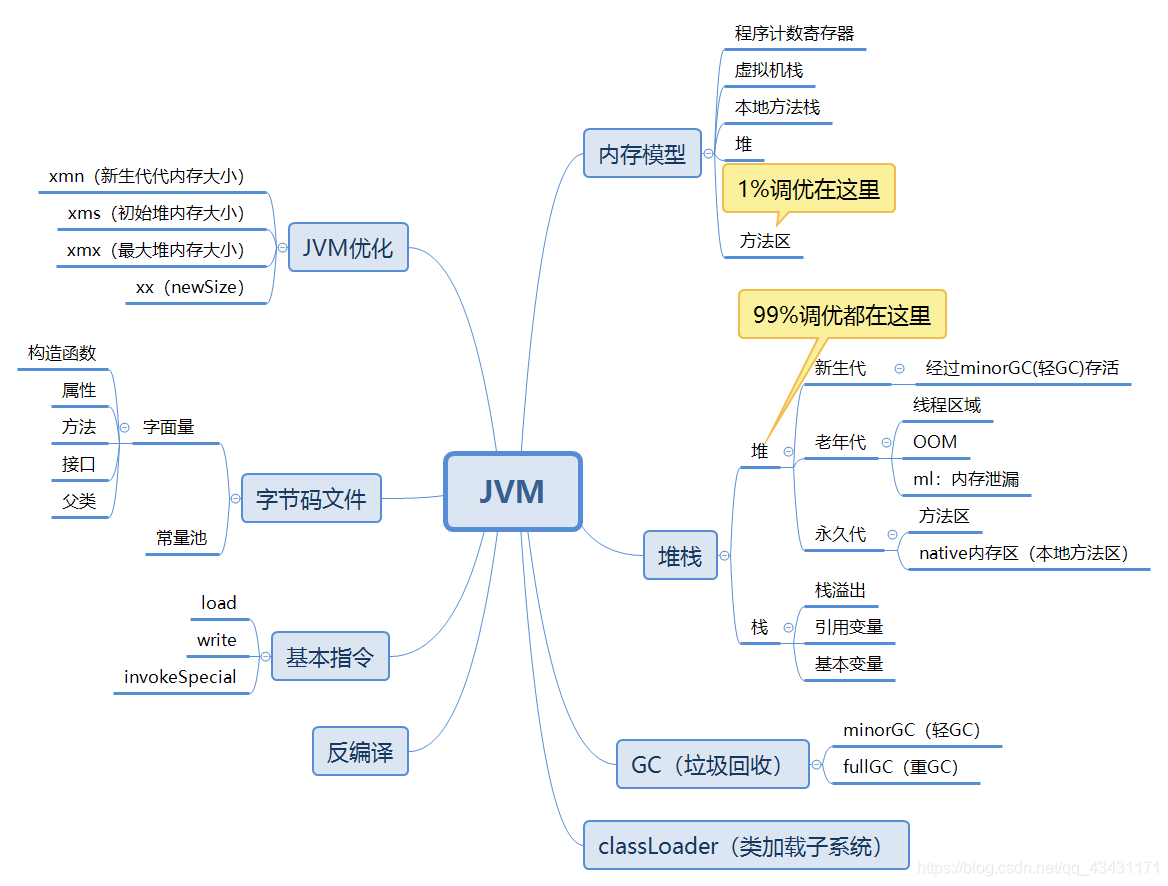 JVM
内存模型
程序计数寄存器
虚拟机栈
本地方法栈
堆
1%调优在这里
方法区
堆栈
99%调优都在这里
堆
新生代
经过minorGC(轻GC)存活
老年代
线程区域
OOM
ml：内存泄漏
永久代
方法区
native内存区（本地方法区）
栈
栈溢出
引用变量
基本变量
GC（垃圾回收）
minorGC（轻GC）
fullGC（重GC）
classLoader（类加载子系统）
JVM优化
xmn（新生代代内存大小）
xms（初始堆内存大小）
xmx（最大堆内存大小）
xx（newSize）
字节码文件
字面量
构造函数
属性
方法
接口
父类
常量池
基本指令
load
write
invokeSpecial
反编译
https://blog.csdn.net/qq_43431171